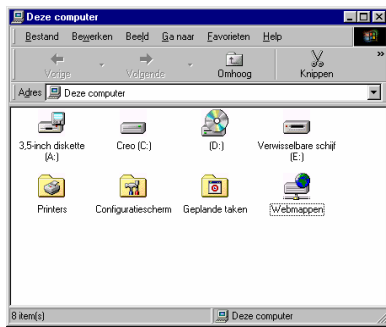 Deze computer
Bestand Bewerken Beeld Ga naar Favorieten Help
Vorige Volgende Omhoog Knippen »
Adres Deze computer
3,5-inch diskette Creo (C:) (D:) Verwisselbare schijf
(A:) (E:)
Printers Configuratiescherm Geplande taken Webmappen
8 item(s) Deze computer